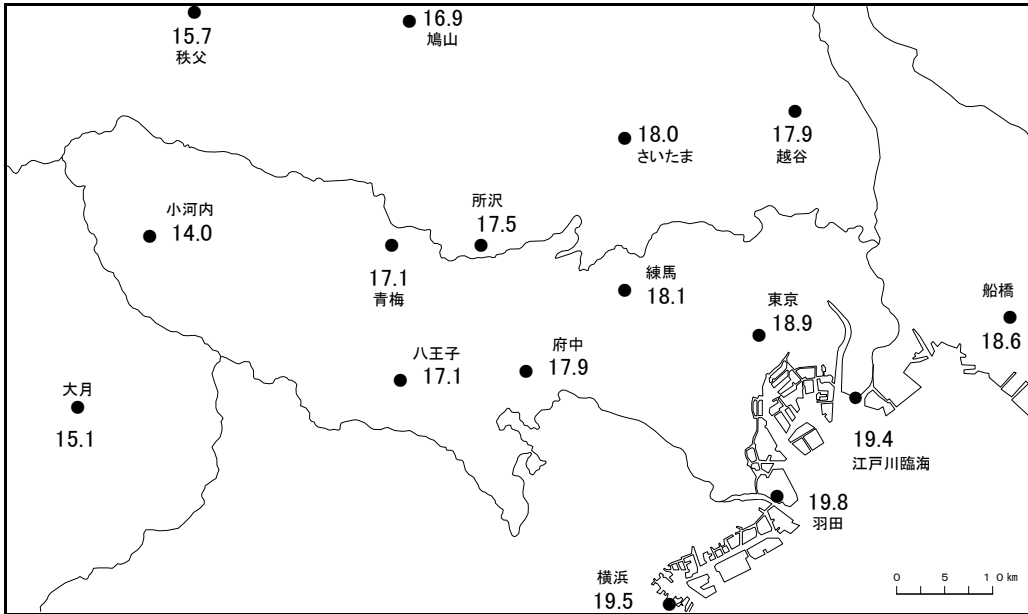 15.7
秩父
16.9
鳩山
18.0
さいたま
17.9
越谷
小河内
14.0
所沢
17.5
17.1
青梅
練馬
18.1
東京
18.9
船橋
18.6
八王子
17.1
府中
17.9
大月
15.1
19.4
江戸川臨海
19.8
羽田
横浜
19.5
0 5 10km